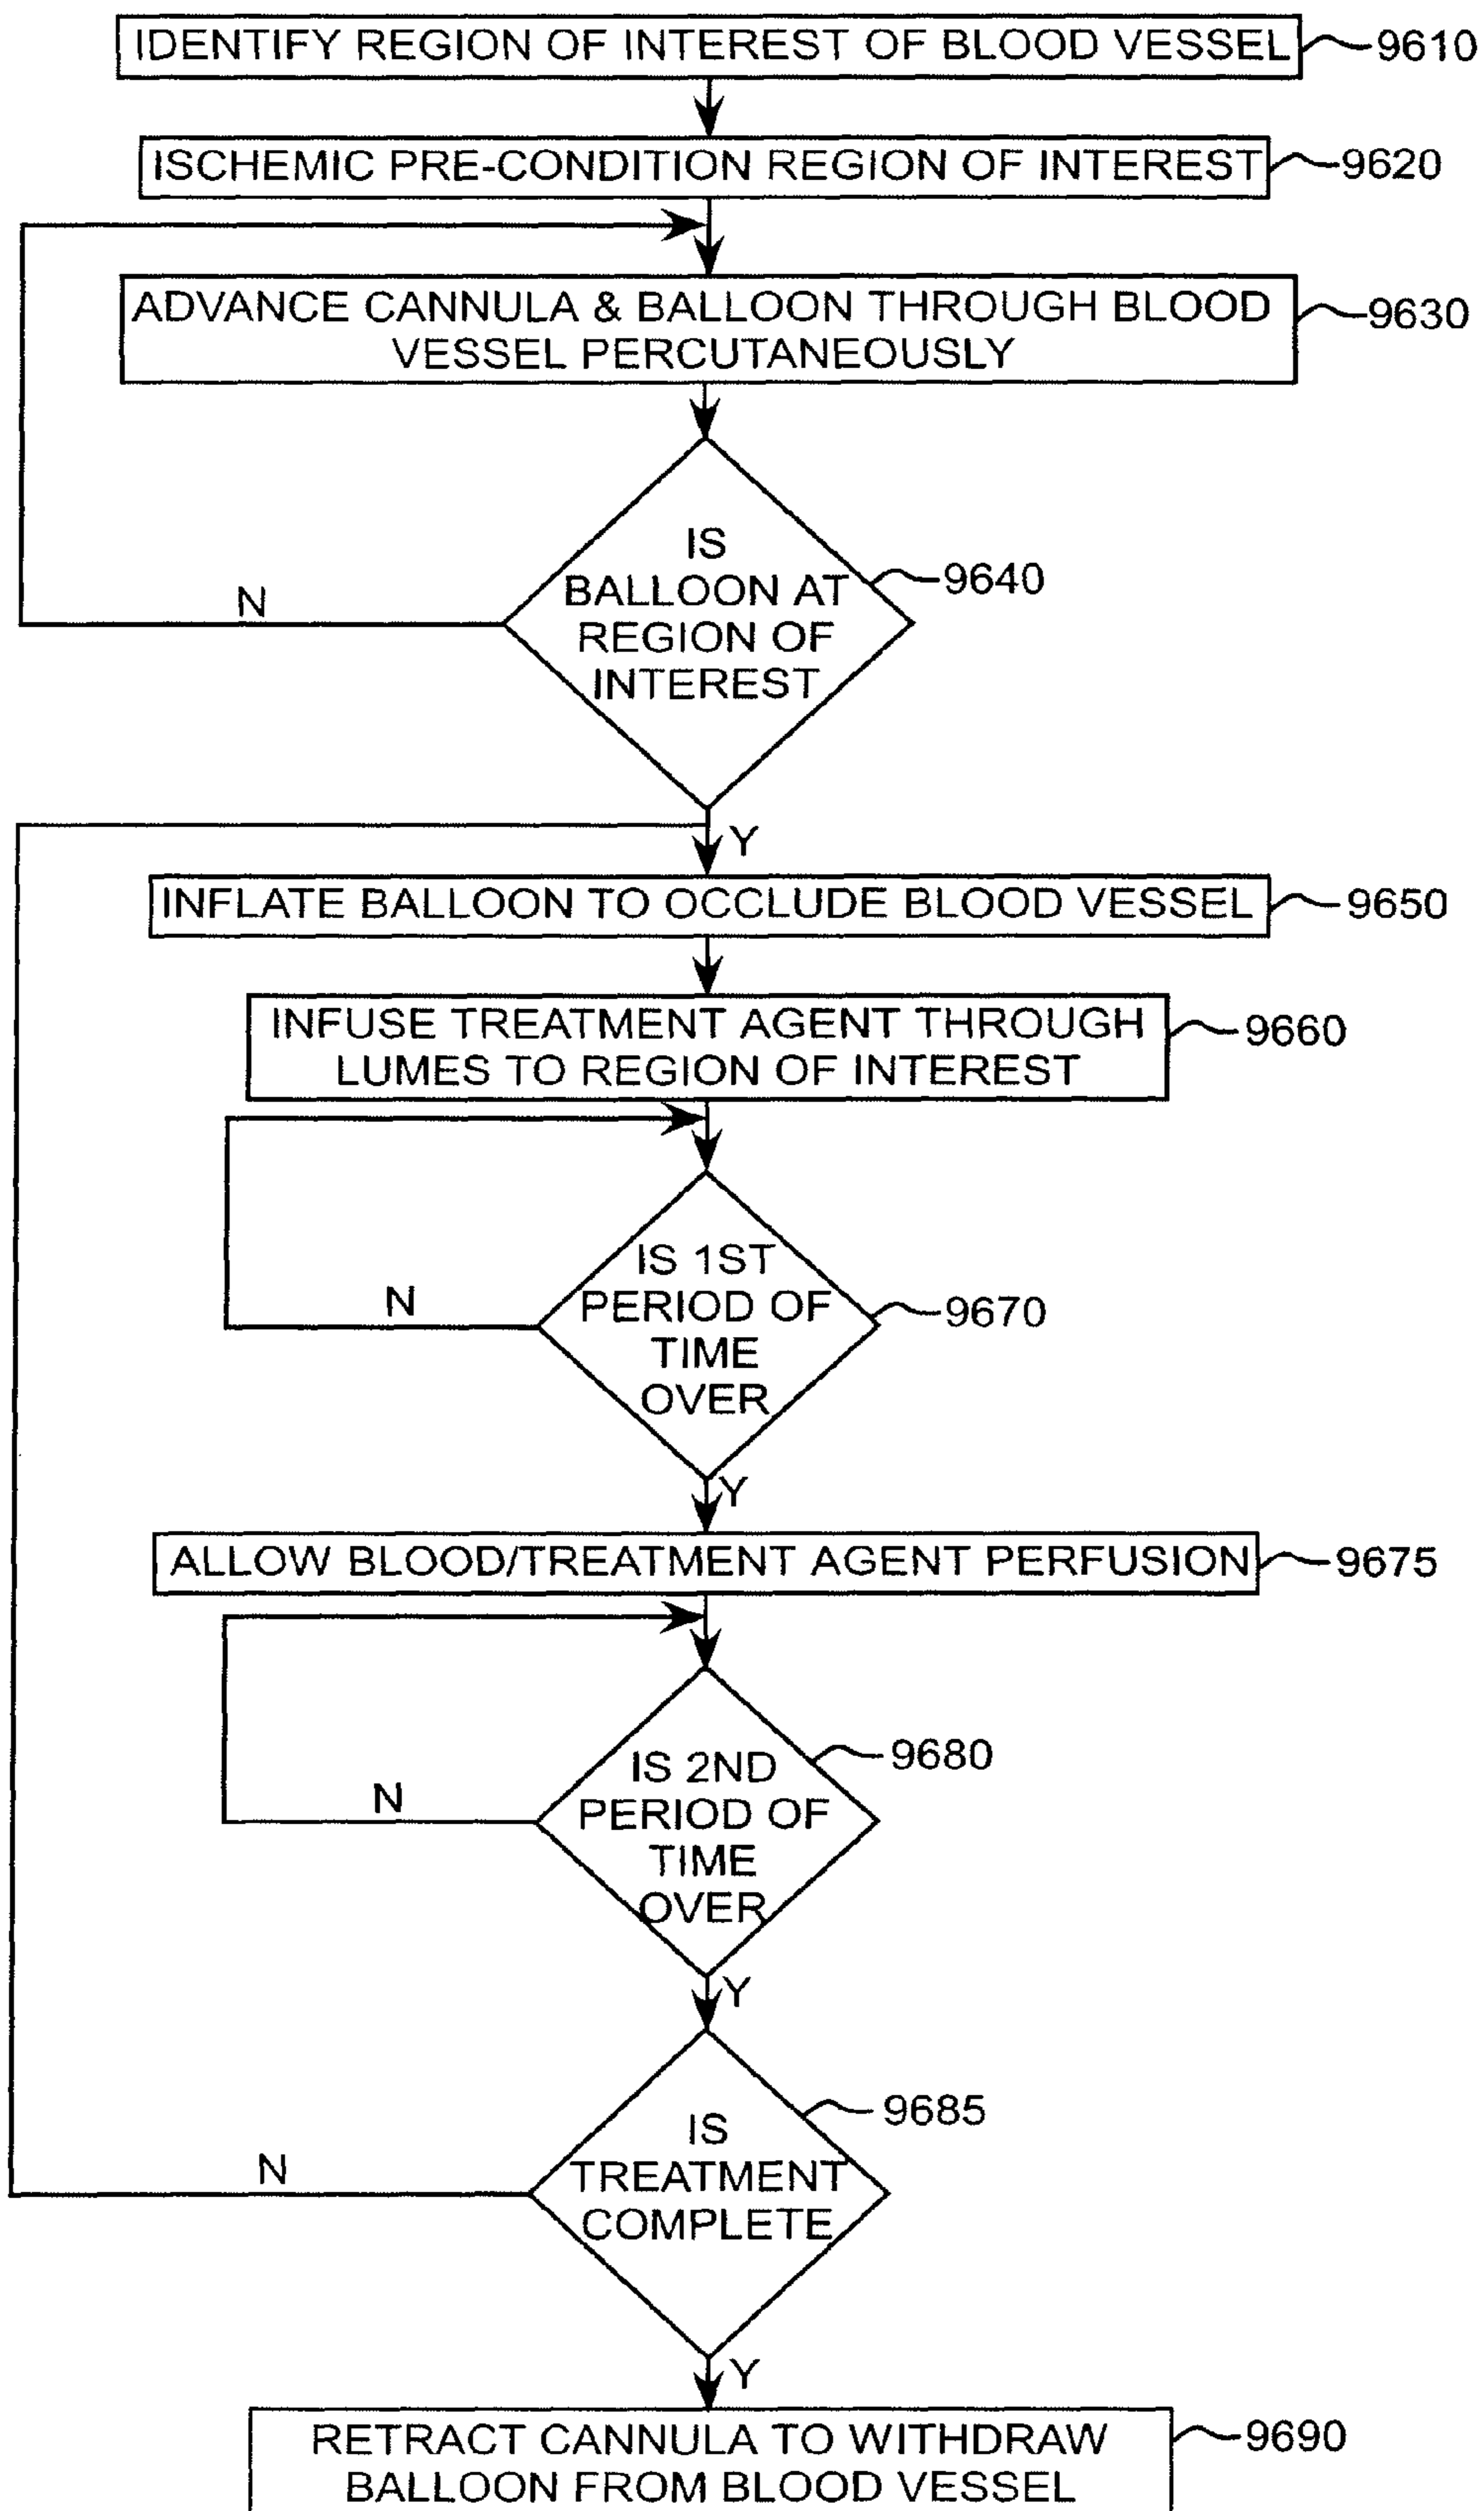 IDENTIFY REGION OF INTEREST OF BLOOD VESSEL 9610
ISCHEMIC PRE-CONDITION REGION OF INTEREST 9620
ADVANCE CANNULA & BALLOON THROUGH BLOOD
VESSEL PERCUTANEOUSLY
9630
IS
BALLOON AT
REGION OF
INTEREST
9640
N
Y
INFLATE BALLOON TO OCCLUDE BLOOD VESSEL 9650
INFUSE TREATMENT AGENT THROUGH
LUMES TO REGION OF INTEREST
9660
IS 1ST
PERIOD OF
TIME
OVER
9670
N
Y
ALLOW BLOOD/TREATMENT AGENT PERFUSION 9675
IS 2ND
PERIOD OF
TIME
OVER
9680
N
Y
IS
TREATMENT
COMPLETE
9685
N
Y
RETRACT CANNULA TO WITHDRAW
BALLOON FROM BLOOD VESSEL
9690